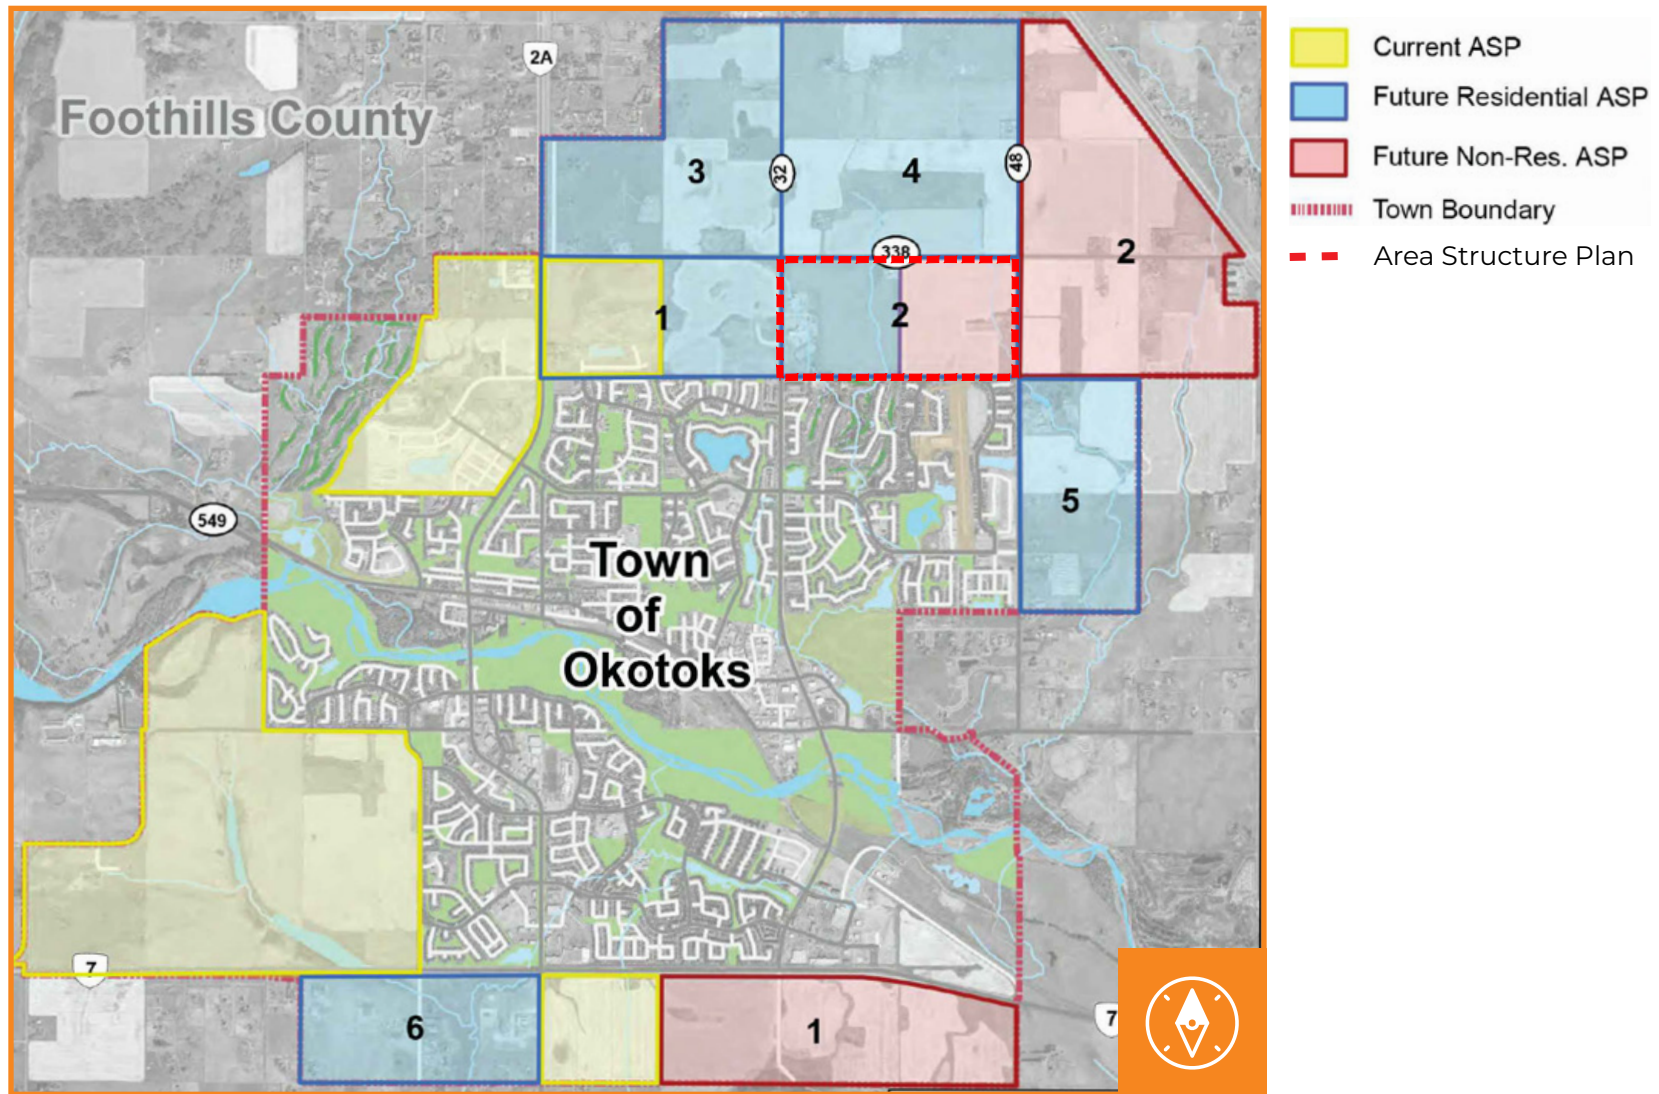 2A
Foothills County
3
32
4
48
338
2
1
2
5
549
Town
of
Okotoks
7
6
1
7
Current ASP
Future Residential ASP
Future Non-Res. ASP
Town Boundary
Area Structure Plan